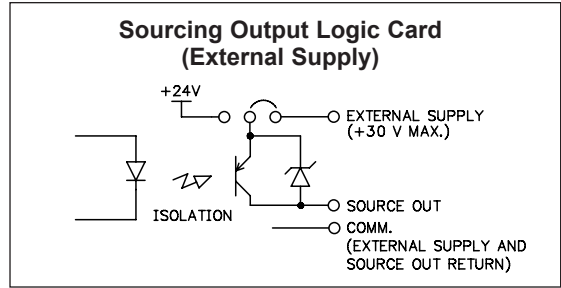 Sourcing Output Logic Card
(External Supply)
+24V
EXTERNAL SUPPLY
(+30 V MAX.)
ISOLATION
SOURCE OUT
COMM.
(EXTERNAL SUPPLY AND
SOURCE OUT RETURN)